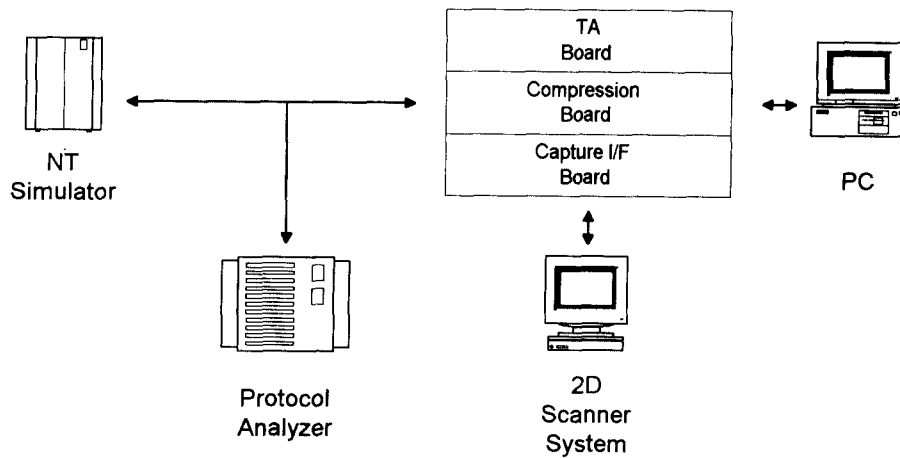 TA
Board
Compression
Board
Capture I/F
Board
NT
Simulator
PC
Protocol
Analyzer
2D
Scanner
System